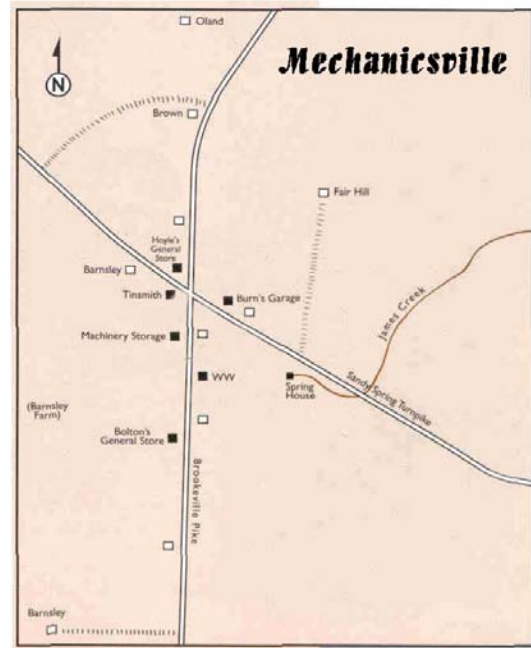 Oland
Mechanicsville
N
Brown
Fair Hill
Hoyle's
General
Store
Barnsley
Tinsmith
Burn's Garage
James Creek
Machinery Storage
WW
Spring
House
Sandy Spring Turnpike
(Barnsley
Farm)
Bolton's
General Store
Brookeville Pike
Barnsley